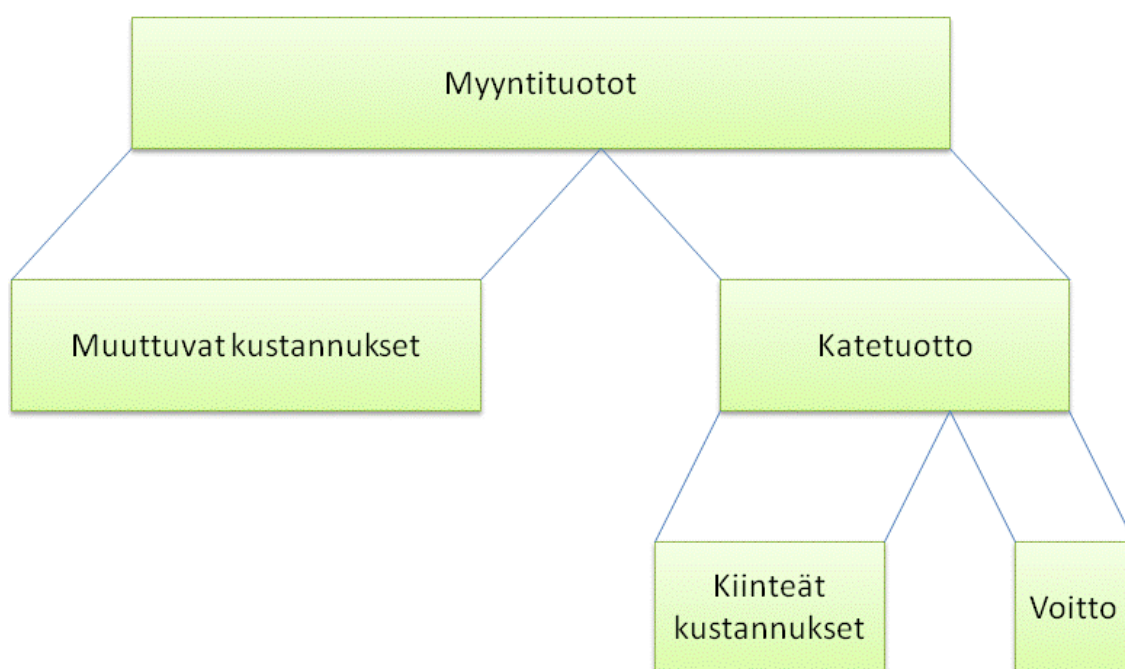 Myyntituotot
Muuttuvat kustannukset
Katetuotto
Kiinteät
kustannukset
Voitto